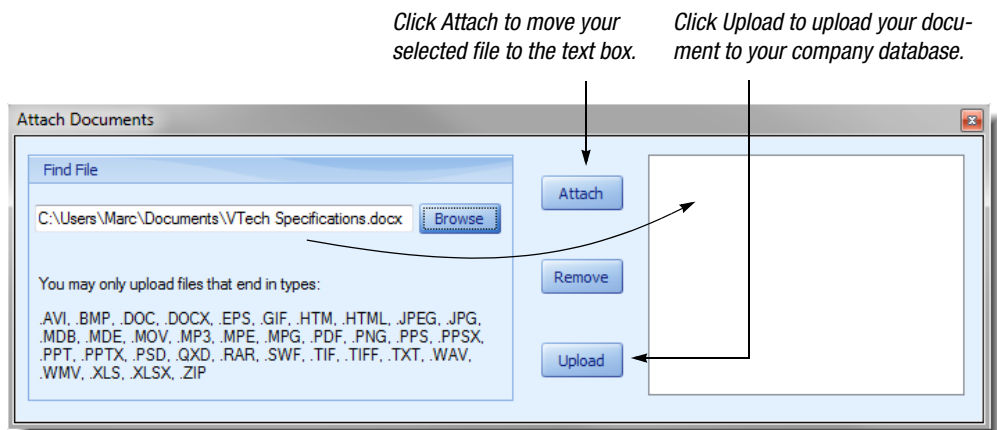 Click Attach to move your
selected file to the text box.
Click Upload to upload your docu-
ment to your company database.
Attach Documents
Find File
C:\Users\Marc\Documents\VTech Specifications.docx
Browse
You may only upload files that end in types:
.AVI, .BMP, .DOC, .DOCX, .EPS, .GIF, .HTM, .HTML, .JPEG, .JPG,
.MDB, .MDE, .MOV, .MP3, .MPE, .MPG, .PDF, .PNG, .PPS, .PPSX,
.PPT, .PPTX, .PSD, .QXD, .RAR, .SWF, .TIF, .TIFF, .TXT, .WAV,
.WMV, .XLS, .XLSX, .ZIP
Attach
Remove
Upload